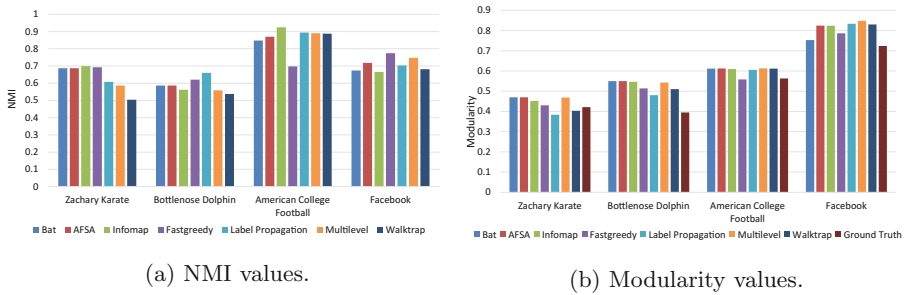 NMI
1
0.9
0.8
0.7
0.6
0.5
0.4
0.3
0.2
0.1
0
Zachary Karate Bottlenose Dolphin American College Football Facebook
Bat AFSA Infomap Fastgreedy Label Propagation Multilevel Walktrap
(a) NMI values.
Modularity
0.9
0.8
0.7
0.6
0.5
0.4
0.3
0.2
0.1
0
Zachary Karate Bottlenose Dolphin American College Football Facebook
Bat AFSA Infomap Fastgreedy Label Propagation Multilevel Walktrap Ground Truth
(b) Modularity values.